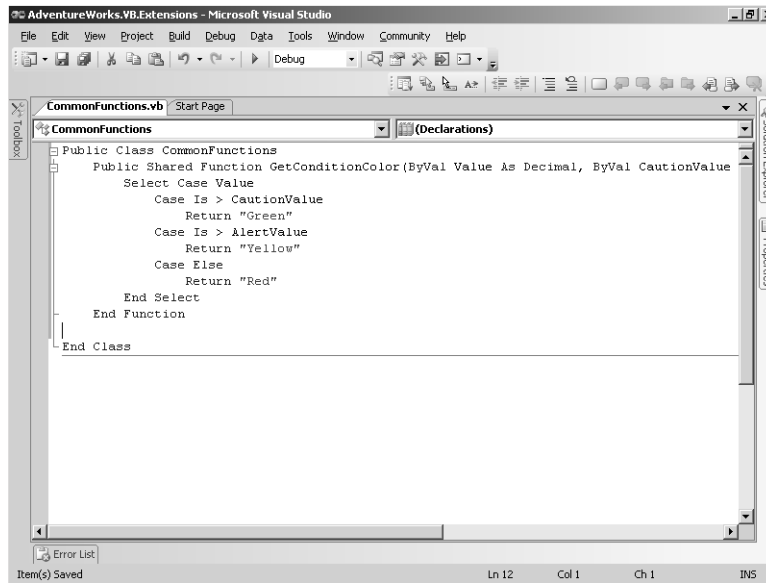 AdventureWorks.VB.Extensions - Microsoft Visual Studio
File Edit View Project Build Debug Data Tools Window Community Help
Debug
CommonFunctions.vb Start Page
Toolbox
CommonFunctions (Declarations)
Public Class CommonFunctions
Public Shared Function GetConditionColor(ByVal Value As Decimal, ByVal CautionValue
Select Case Value
Case Is > CautionValue
Return "Green"
Case Is > AlertValue
Return "Yellow"
Case Else
Return "Red"
End Select
End Function
End Class
Solution Explorer
Properties
Error List
Item(s) Saved Ln 12 Col 1 Ch 1 INS